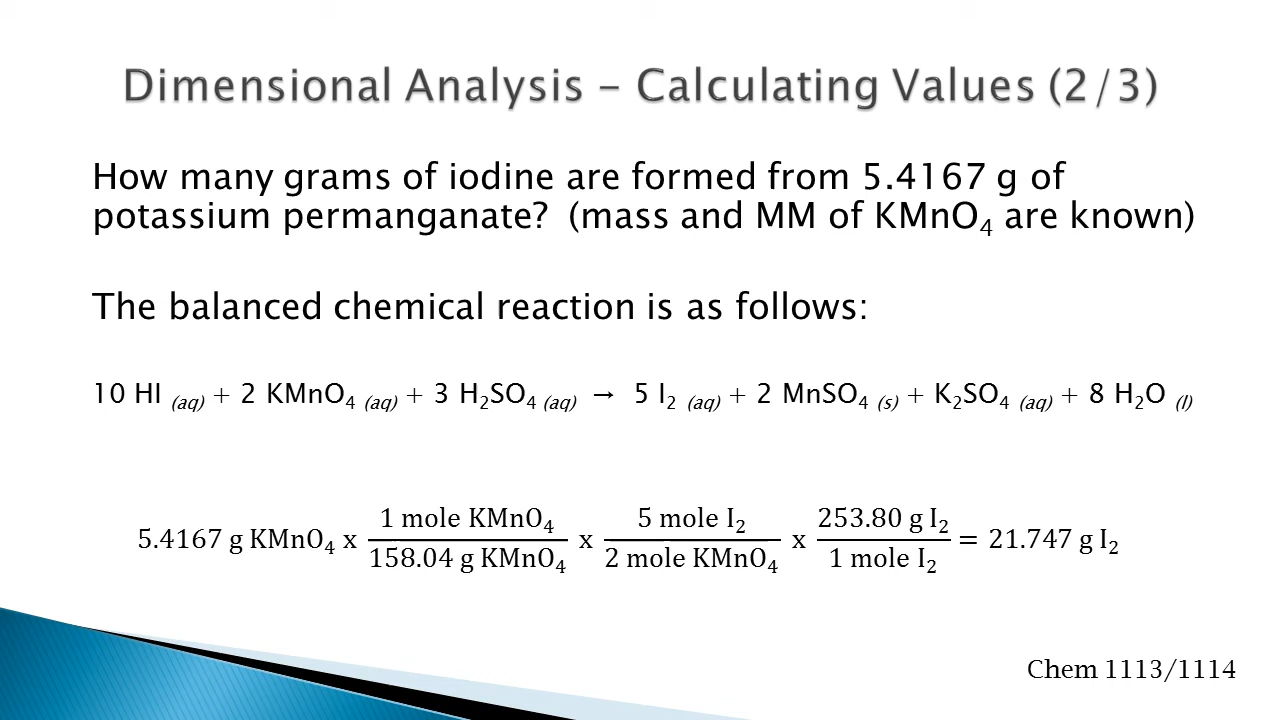 Dimensional Analysis – Calculating Values (2/3)
How many grams of iodine are formed from 5.4167 g of
potassium permanganate? (mass and MM of KMnO₄ are known)
The balanced chemical reaction is as follows:
10 HI (aq) + 2 KMnO₄ (aq) + 3 H₂SO₄ (aq) → 5 I₂ (aq) + 2 MnSO₄ (s) + K₂SO₄ (aq) + 8 H₂O (l)
5.4167 g KMnO₄ x 1 mole KMnO₄ / 158.04 g KMnO₄ x 5 mole I₂ / 2 mole KMnO₄ x 253.80 g I₂ / 1 mole I₂ = 21.747 g I₂
Chem 1113/1114